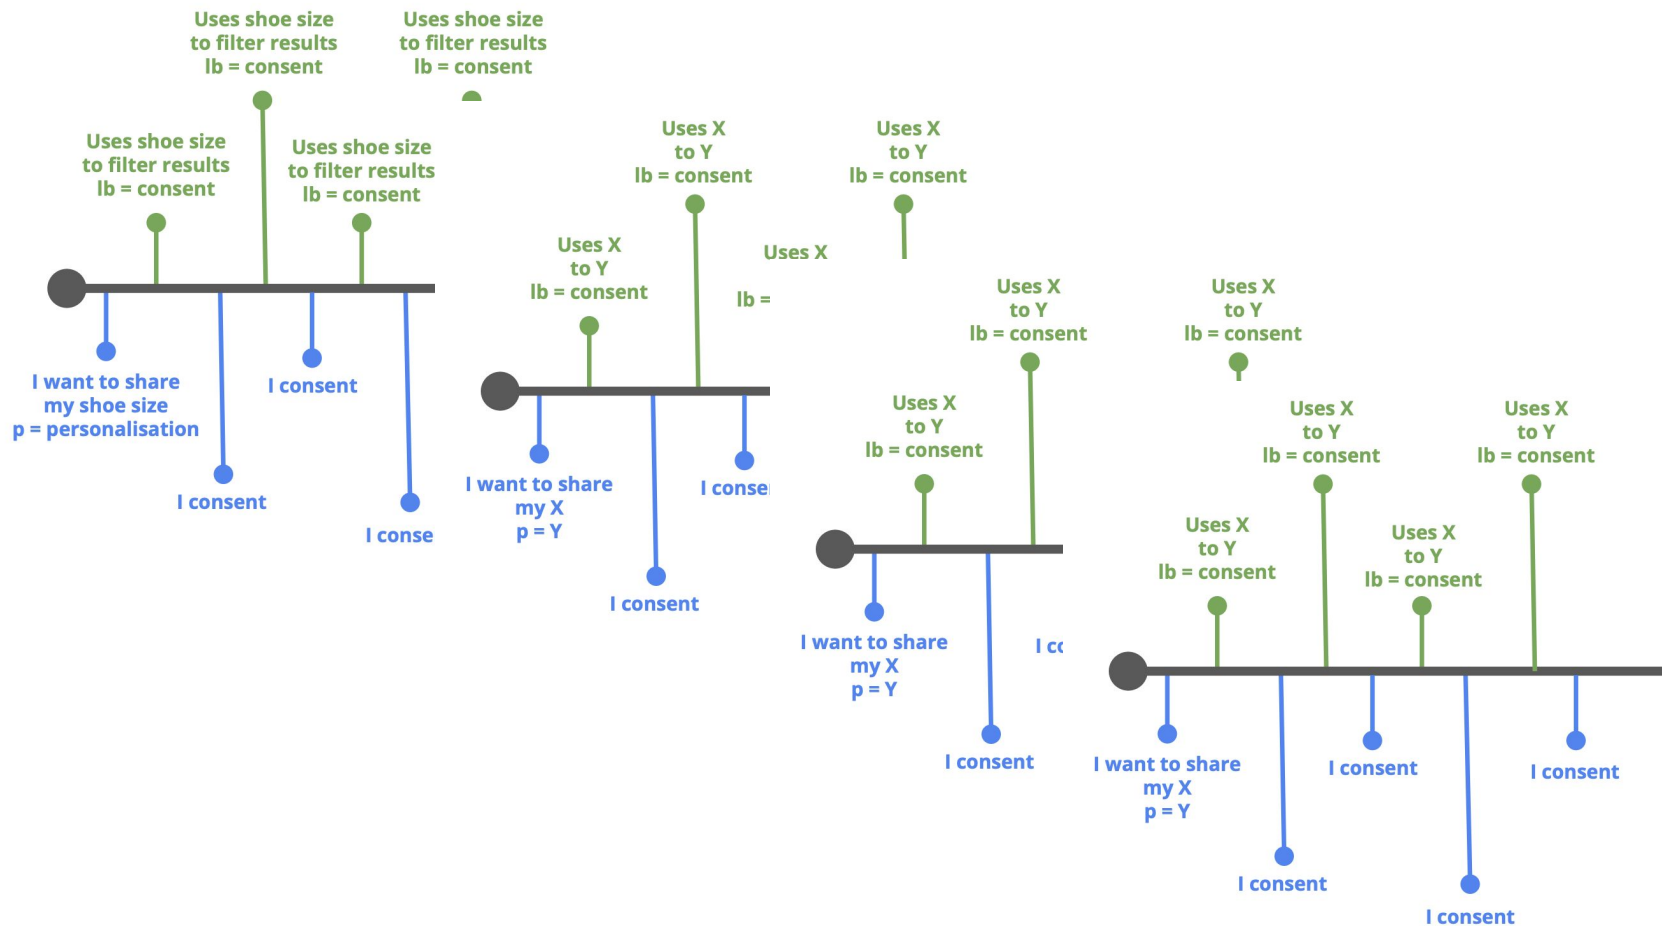 Uses shoe size
to filter results
lb = consent
Uses shoe size
to filter results
lb = consent
Uses shoe size
to filter results
lb = consent
Uses shoe size
to filter results
lb = consent
I want to share
my shoe size
p = personalisation
I consent
I consent
I conse
Uses X
to Y
lb = consent
Uses X
to Y
lb = consent
Uses X
lb =
Uses X
to Y
lb = consent
I want to share
my X
p = Y
I consent
I conse
Uses X
to Y
lb = consent
Uses X
to Y
lb = consent
Uses X
to Y
lb = consent
I want to share
my X
p = Y
I consent
I co
Uses X
to Y
lb = consent
Uses X
to Y
lb = consent
Uses X
to Y
lb = consent
Uses X
to Y
lb = consent
I want to share
my X
p = Y
I consent
I consent
I consent
I consent